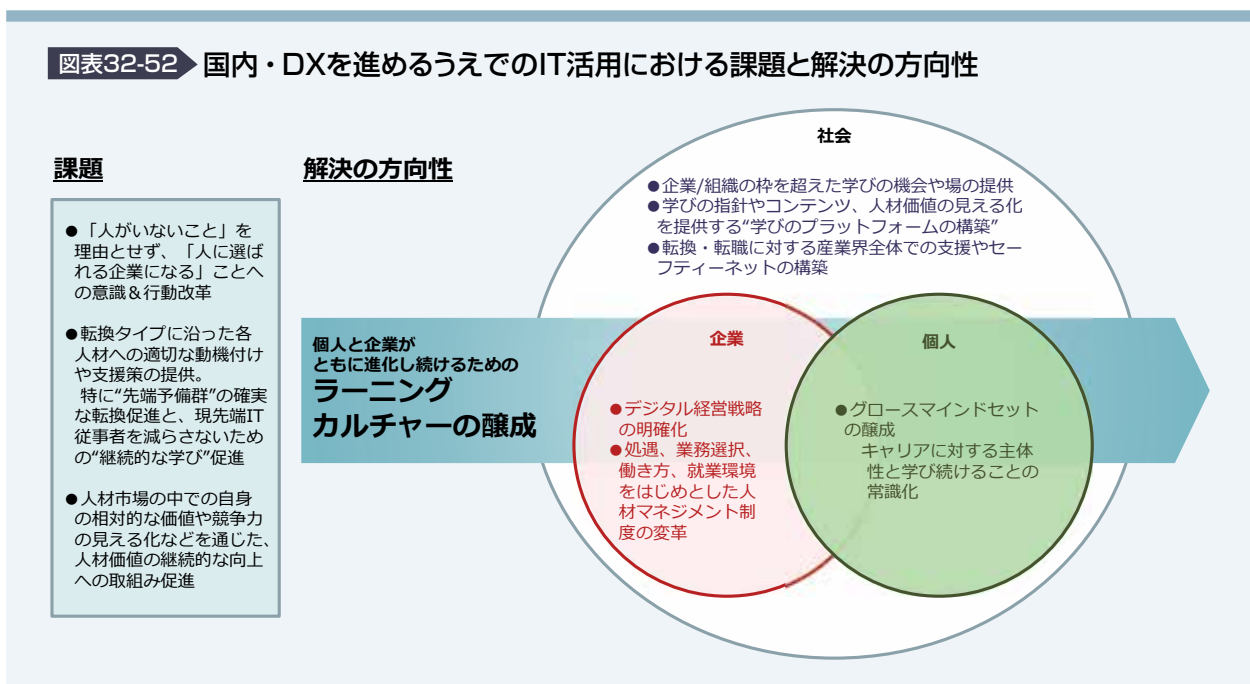 図表32-52 国内・DXを進めるうえでのIT活用における課題と解決の方向性
課題
●「人がいないこと」を
理由とせず、「人に選ば
れる企業になる」ことへ
の意識＆行動改革
●転換タイプに沿った各
人材への適切な動機付け
や支援策の提供。
特に“先端予備群”の確実
な転換促進と、現先端IT
従事者を減らさないため
の“継続的な学び”促進
●人材市場の中での自身
の相対的な価値や競争力
の見える化などを通じた、
人材価値の継続的な向上
への取組み促進
解決の方向性
個人と企業が
ともに進化し続けるための
ラーニング
カルチャーの醸成
社会
●企業/組織の枠を超えた学びの機会や場の提供
●学びの指針やコンテンツ、人材価値の見える化
を提供する“学びのプラットフォームの構築”
●転換・転職に対する産業界全体での支援やセー
フティーネットの構築
企業
●デジタル経営戦略
の明確化
●処遇、業務選択、
働き方、就業環境
をはじめとした人
材マネジメント制
度の変革
個人
●グロースマインドセット
の醸成
キャリアに対する主体
性と学び続けることの
常識化